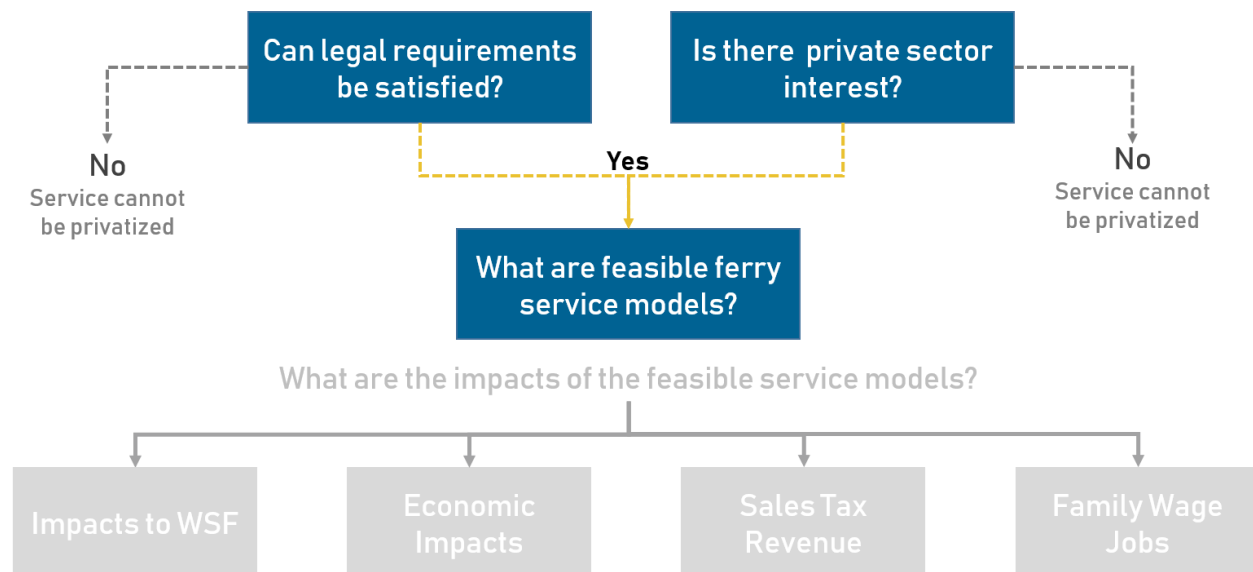 Can legal requirements
be satisfied?
Is there private sector
interest?
Yes
No
Service cannot
be privatized
No
Service cannot
be privatized
What are feasible ferry
service models?
What are the impacts of the feasible service models?
Impacts to WSF
Economic
Impacts
Sales Tax
Revenue
Family Wage
Jobs